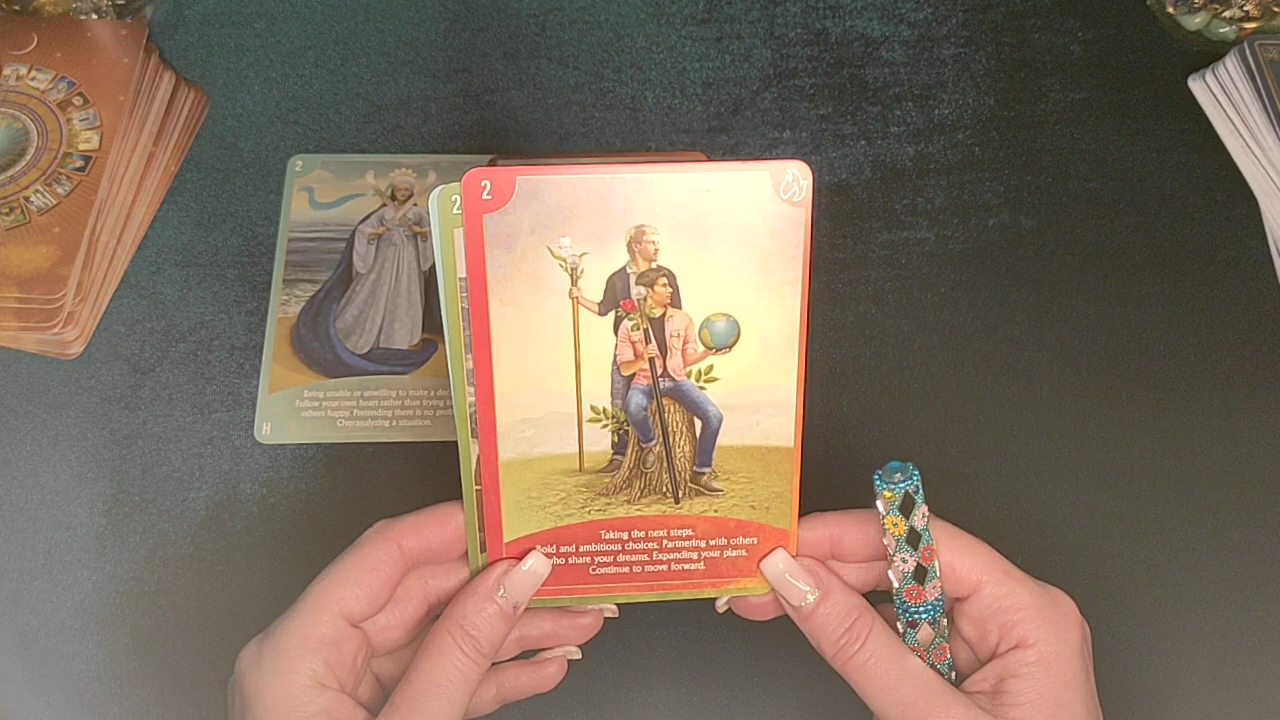 2
Being unable or unwilling to make a
Follow your own heart rather than trying
others happy. Pretending there is no
Overanalyzing a situation.
H
2
2
Taking the next steps.
Bold and ambitious choices. Partnering with others
who share your dreams. Expanding your plans.
Continue to move forward.